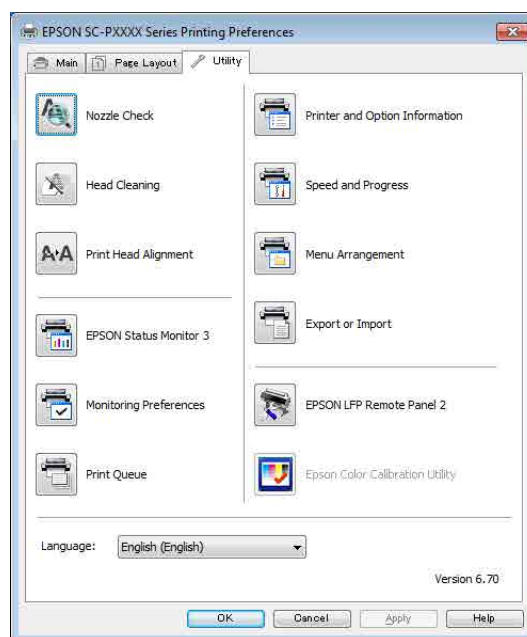 EPSON SC-PXXXX Series Printing Preferences
Main
Page Layout
Utility
Nozzle Check
Printer and Option Information
Head Cleaning
Speed and Progress
Print Head Alignment
Menu Arrangement
Export or Import
EPSON Status Monitor 3
Monitoring Preferences
EPSON LFP Remote Panel 2
Print Queue
Epson Color Calibration Utility
Language:
English (English)
Version 6.70
OK
Cancel
Apply
Help